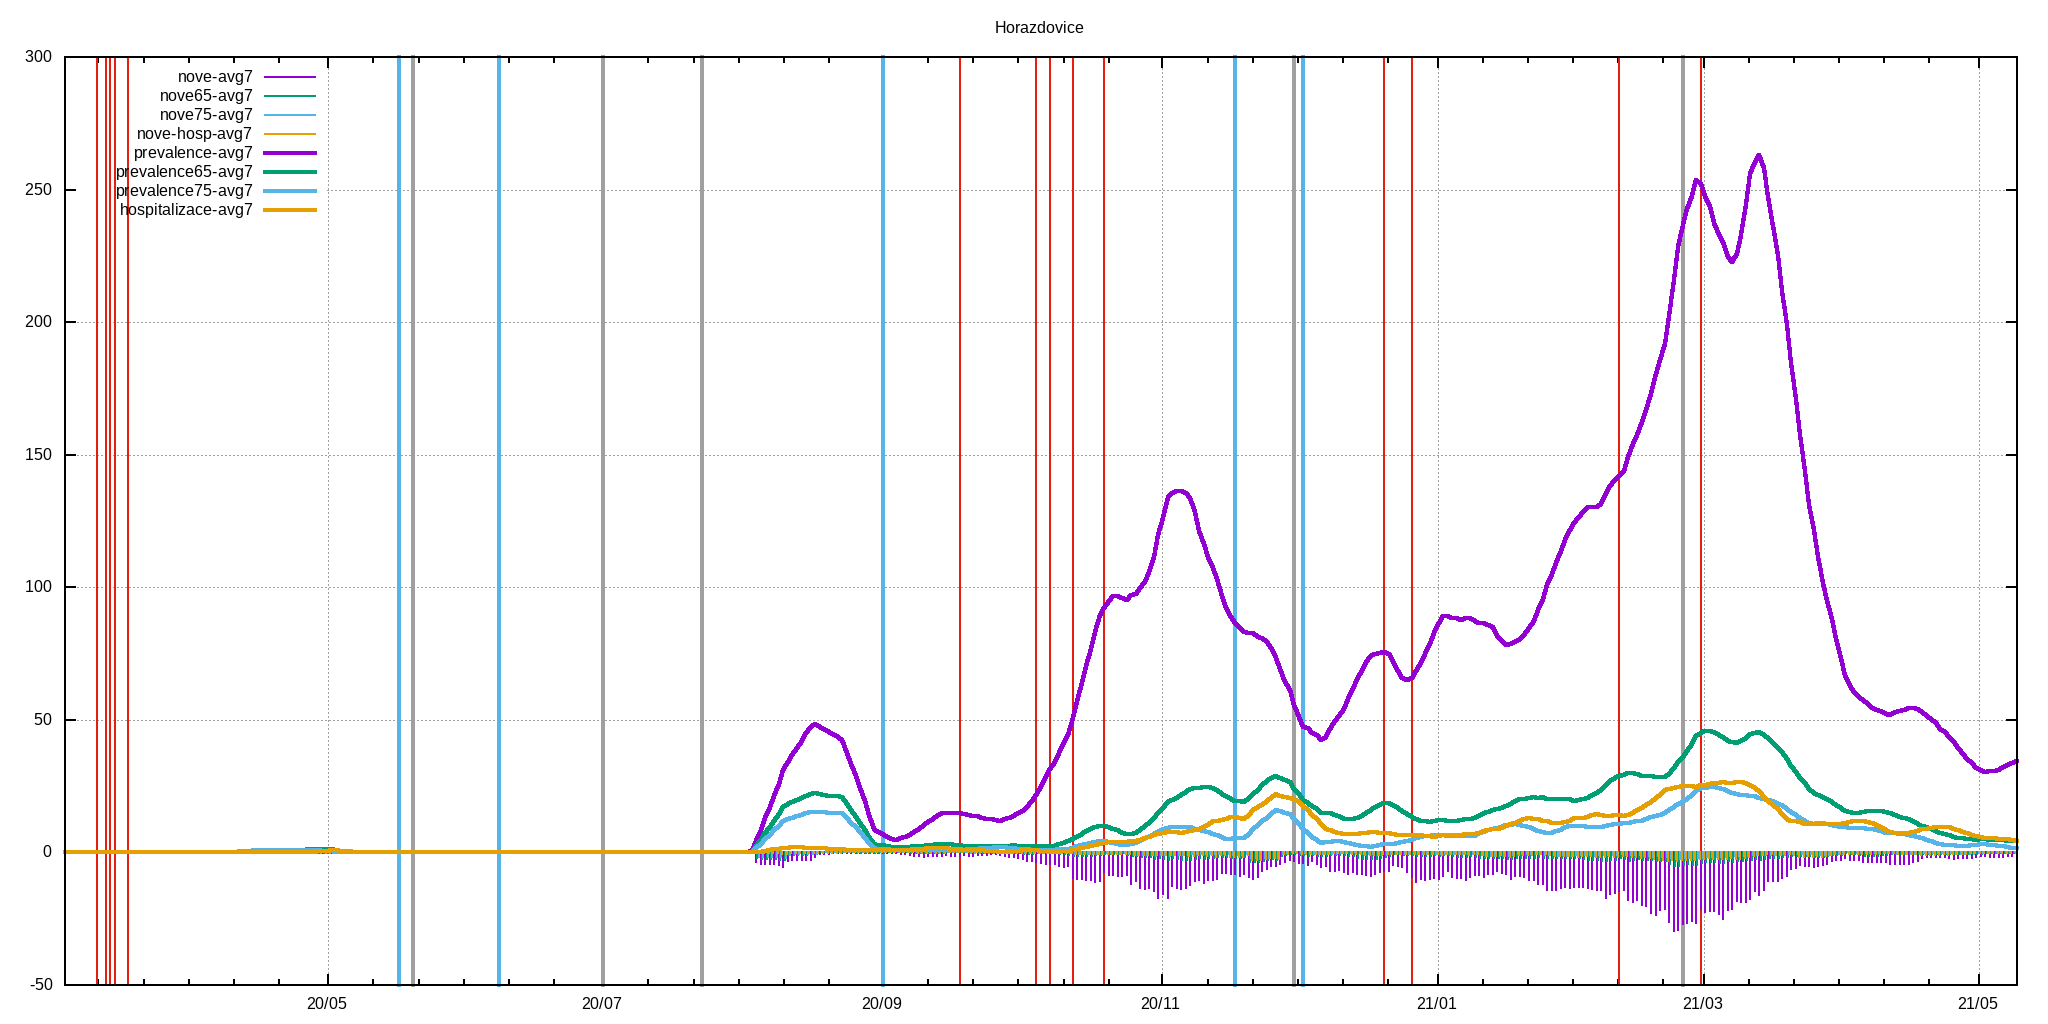 Horazdovice
300
250
200
150
100
50
0
-50
nove-avg7
nove65-avg7
nove75-avg7
nove-hosp-avg7
prevalence-avg7
prevalence65-avg7
prevalence75-avg7
hospitalizace-avg7
20/05 20/07 20/09 20/11 21/01 21/03 21/05